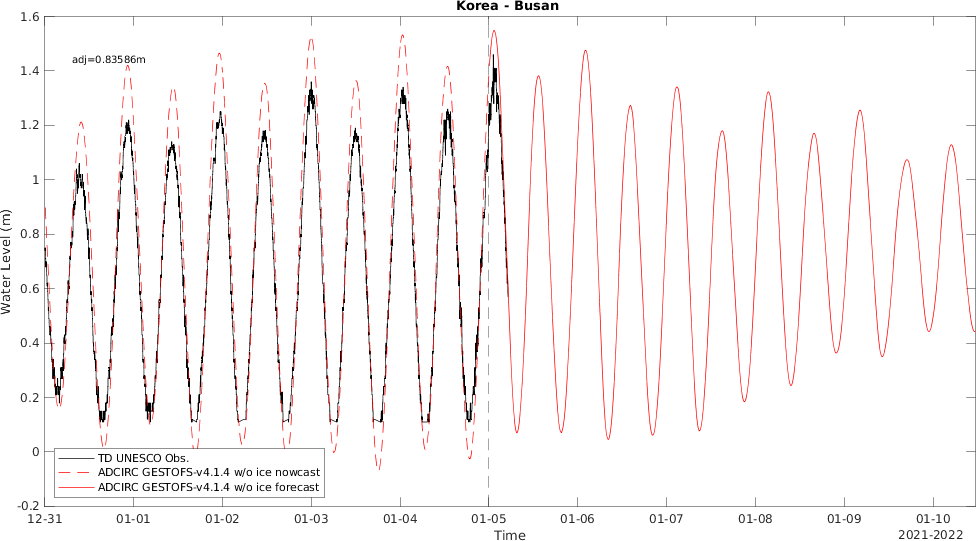 Korea - Busan
1.6
adj=0.83586m
1.4
1.2
1
0.8
Water Level (m)
0.6
0.4
0.2
0
TD UNESCO Obs.
ADCIRC GESTOFS-v4.1.4 w/o ice nowcast
ADCIRC GESTOFS-v4.1.4 w/o ice forecast
-0.2
12-31 01-01 01-02 01-03 01-04 01-05 01-06 01-07 01-08 01-09 01-10
Time
2021-2022